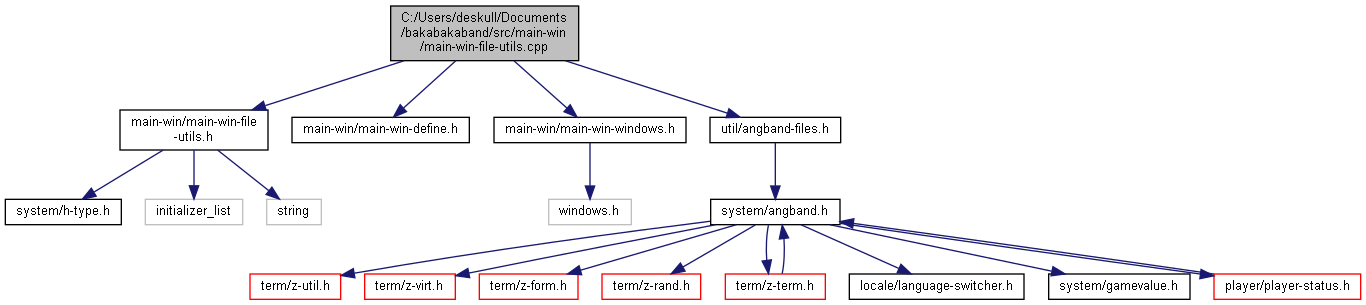 C:/Users/deskull/Documents
/bakabakaband/src/main-win
/main-win-file-utils.cpp
main-win/main-win-file
-utils.h
main-win/main-win-define.h
main-win/main-win-windows.h
util/angband-files.h
system/h-type.h
initializer_list
string
windows.h
system/angband.h
term/z-util.h
term/z-virt.h
term/z-form.h
term/z-rand.h
term/z-term.h
locale/language-switcher.h
system/gamevalue.h
player/player-status.h